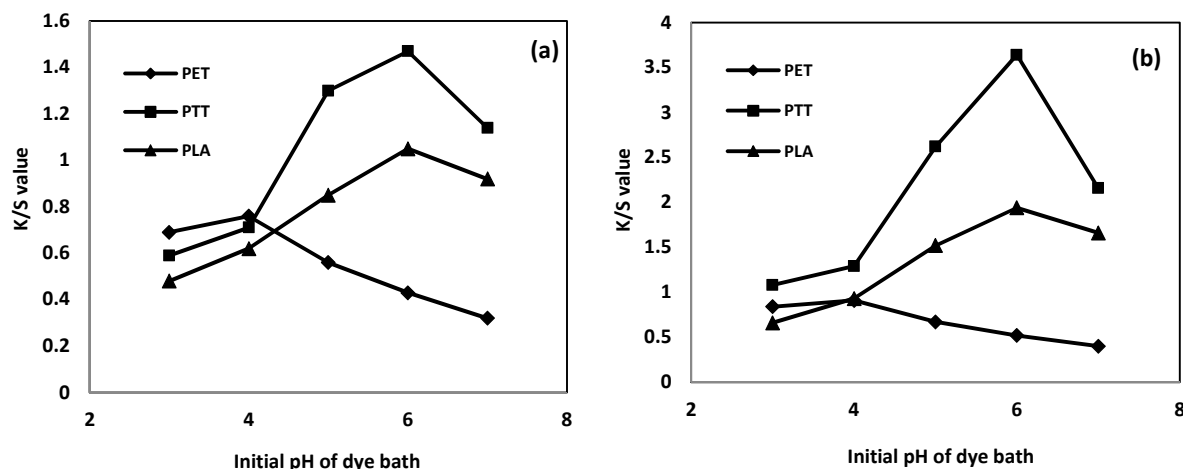 1.6
1.4
1.2
1
0.8
0.6
0.4
0.2
0
K/S value
PET
PTT
PLA
(a)
2
4
6
8
Initial pH of dye bath
4
3.5
3
2.5
2
1.5
1
0.5
0
K/S value
PET
PTT
PLA
(b)
2
4
6
8
Initial pH of dye bath